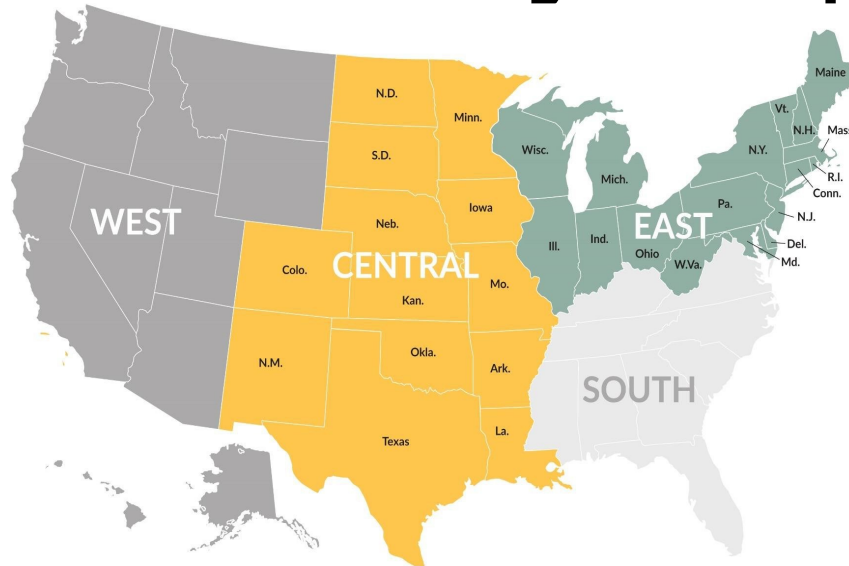 Maine
N.D.
Vt.
Minn.
N.H.
Mass
Wisc.
N.Y.
S.D.
Mich.
R.I.
Conn.
Iowa
Pa.
WEST
Neb.
EAST
N.J.
Ill.
Ind.
Ohio
Del.
W.Va.
Md.
CENTRAL
Colo.
Mo.
Kan.
Okla.
N.M.
Ark.
SOUTH
La.
Texas